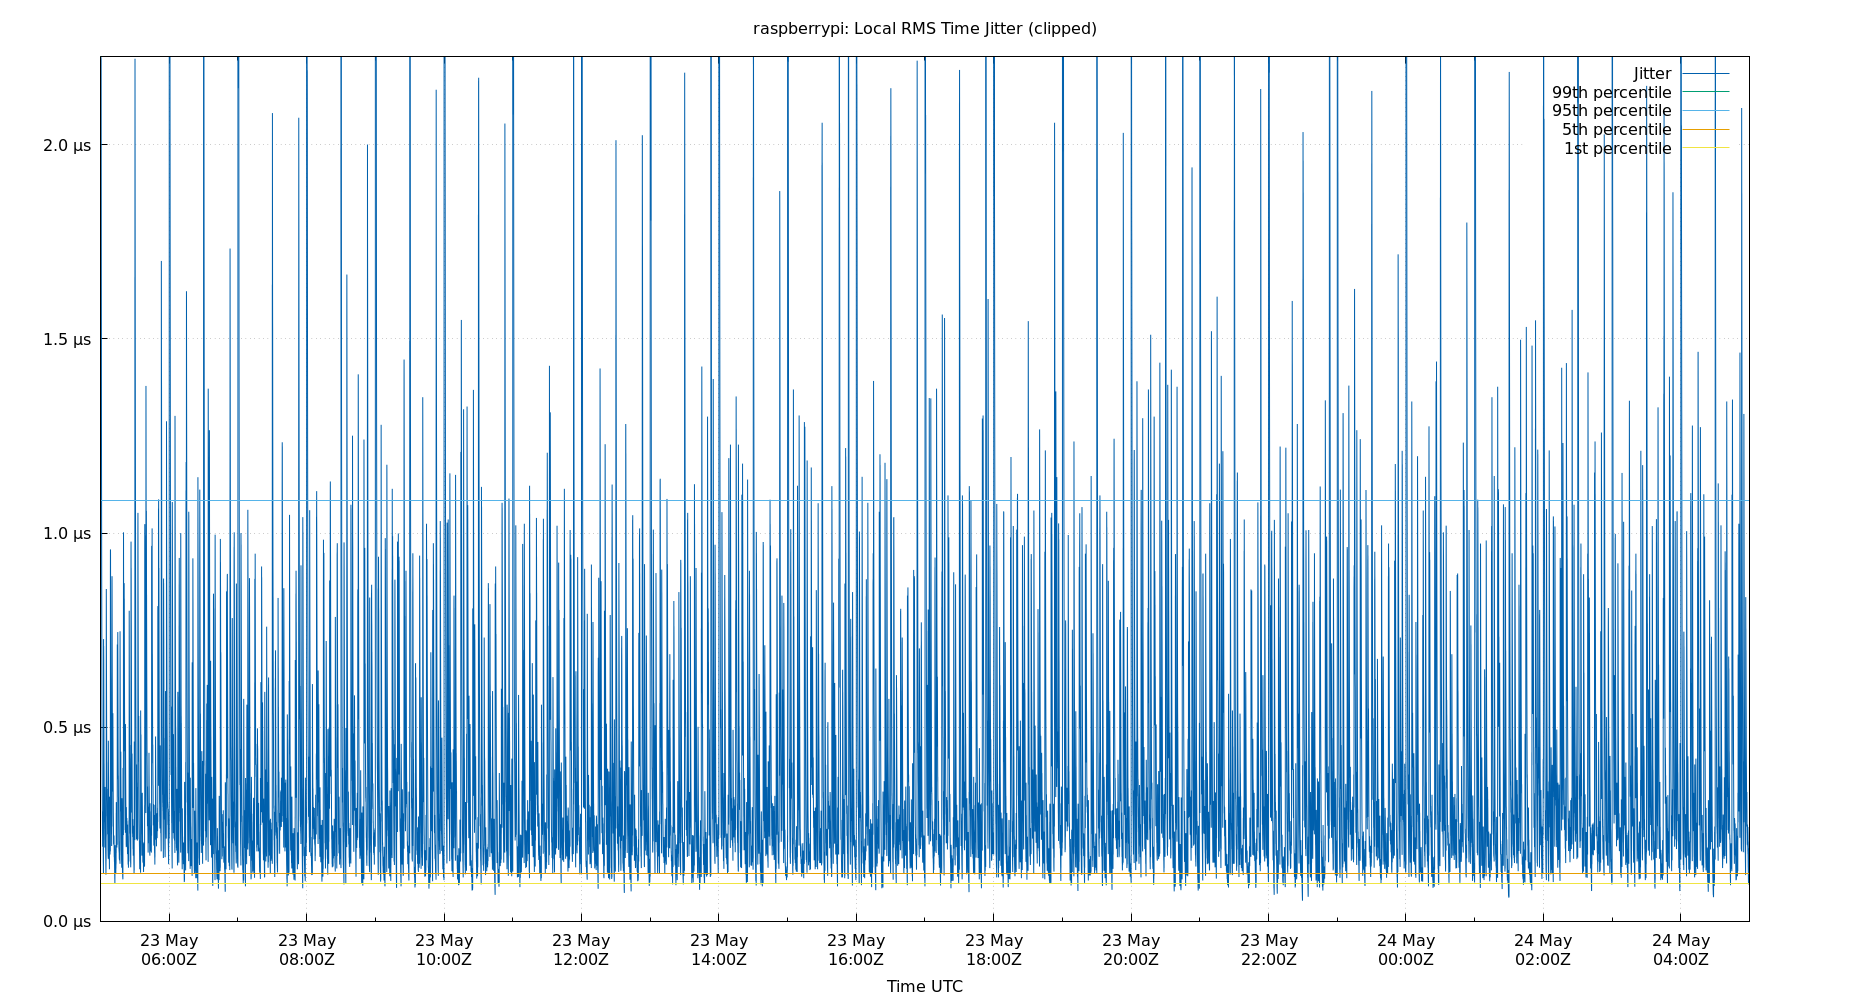 raspberrypi: Local RMS Time Jitter (clipped)
Jitter
99th percentile
95th percentile
5th percentile
1st percentile
2.0 µs
1.5 µs
1.0 µs
0.5 µs
0.0 µs
23 May 23 May 23 May 23 May 23 May 23 May 23 May 23 May 23 May 24 May 24 May 24 May
06:00Z 08:00Z 10:00Z 12:00Z 14:00Z 16:00Z 18:00Z 20:00Z 22:00Z 00:00Z 02:00Z 04:00Z
Time UTC